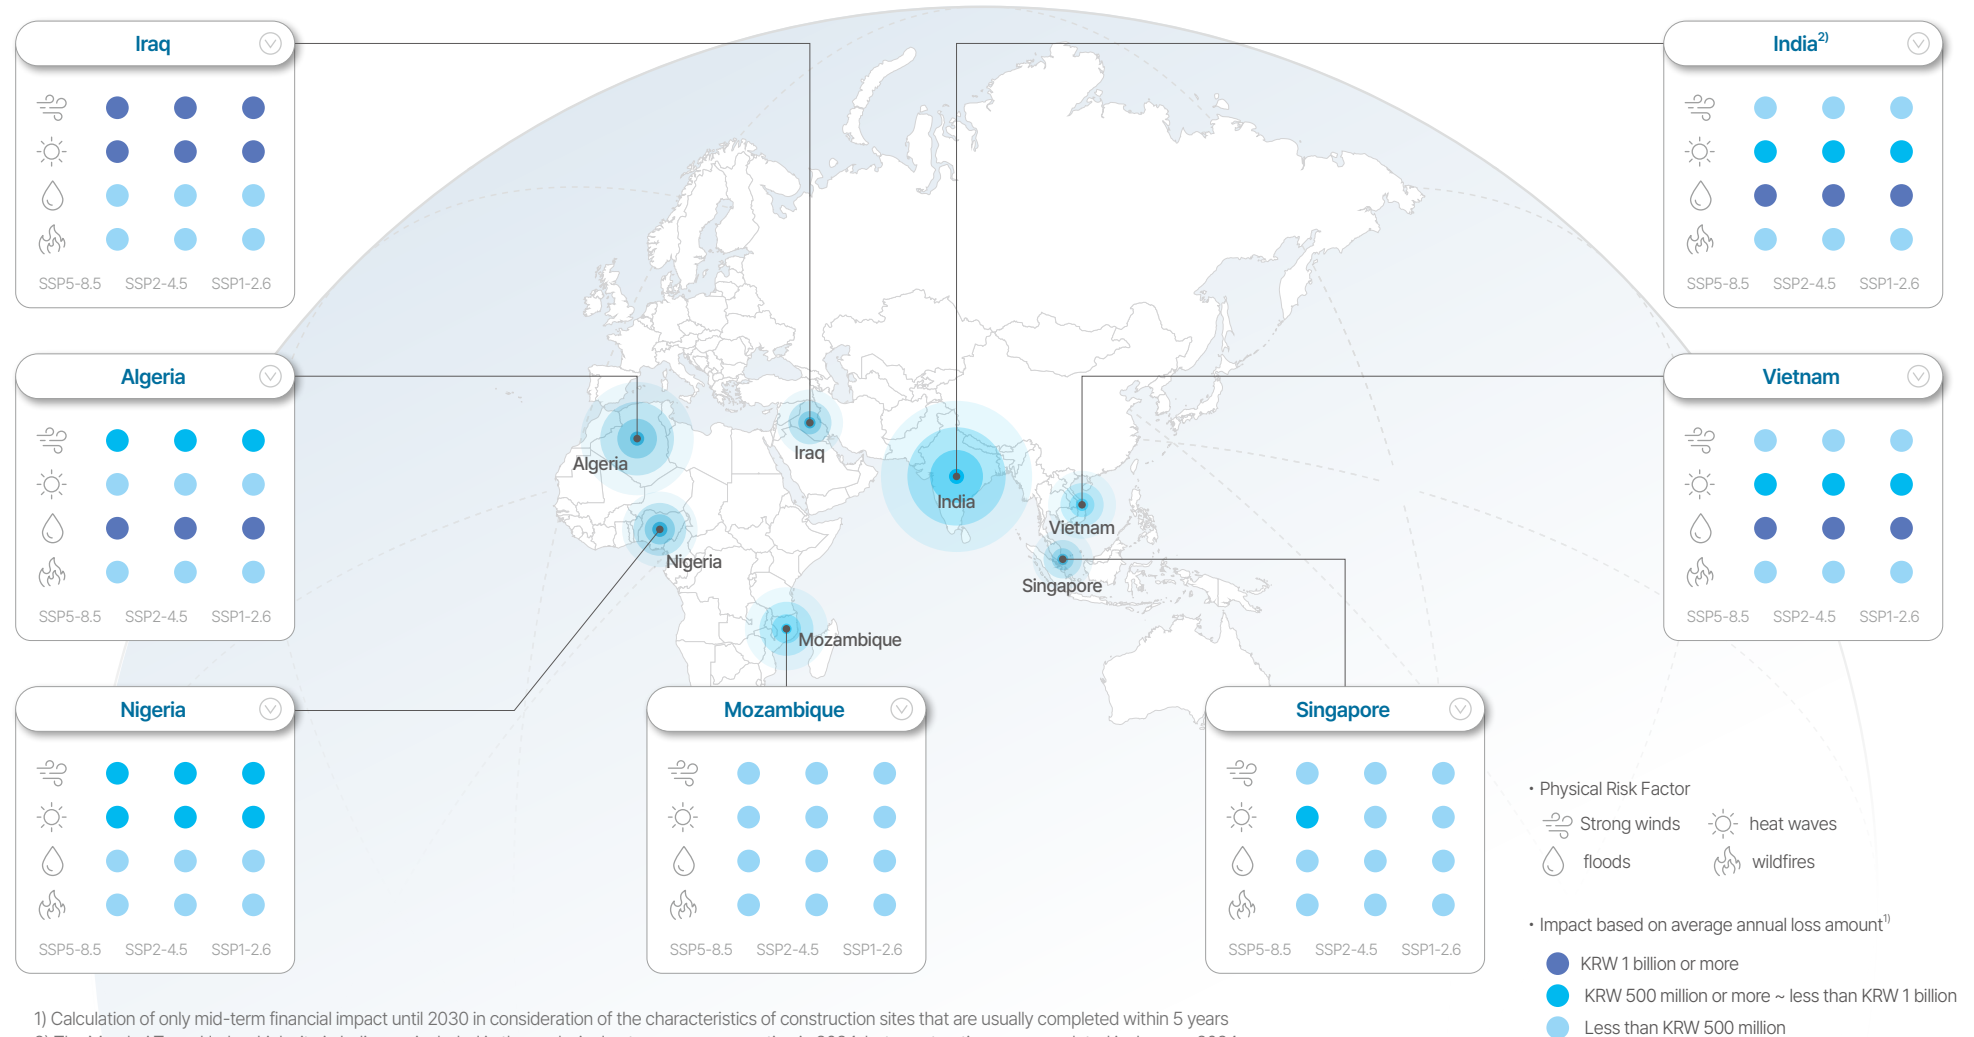 Iraq
SSP5-8.5 SSP2-4.5 SSP1-2.6
India2)
SSP5-8.5 SSP2-4.5 SSP1-2.6
Algeria
SSP5-8.5 SSP2-4.5 SSP1-2.6
Vietnam
SSP5-8.5 SSP2-4.5 SSP1-2.6
Algeria
Iraq
India
Vietnam
Nigeria
Singapore
Mozambique
Nigeria
SSP5-8.5 SSP2-4.5 SSP1-2.6
Mozambique
SSP5-8.5 SSP2-4.5 SSP1-2.6
Singapore
SSP5-8.5 SSP2-4.5 SSP1-2.6
• Physical Risk Factor
Strong winds heat waves
floods wildfires
• Impact based on average annual loss amount1)
KRW 1 billion or more
KRW 500 million or more ~ less than KRW 1 billion
Less than KRW 500 million
1) Calculation of only mid-term financial impact until 2030 in consideration of the characteristics of construction sites that are usually completed within 5 years